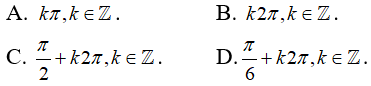 A. kπ, k ∈ ℤ. B. k2π, k ∈ ℤ.
C. π/2 + k2π, k ∈ ℤ. D. π/6 + k2π, k ∈ ℤ.